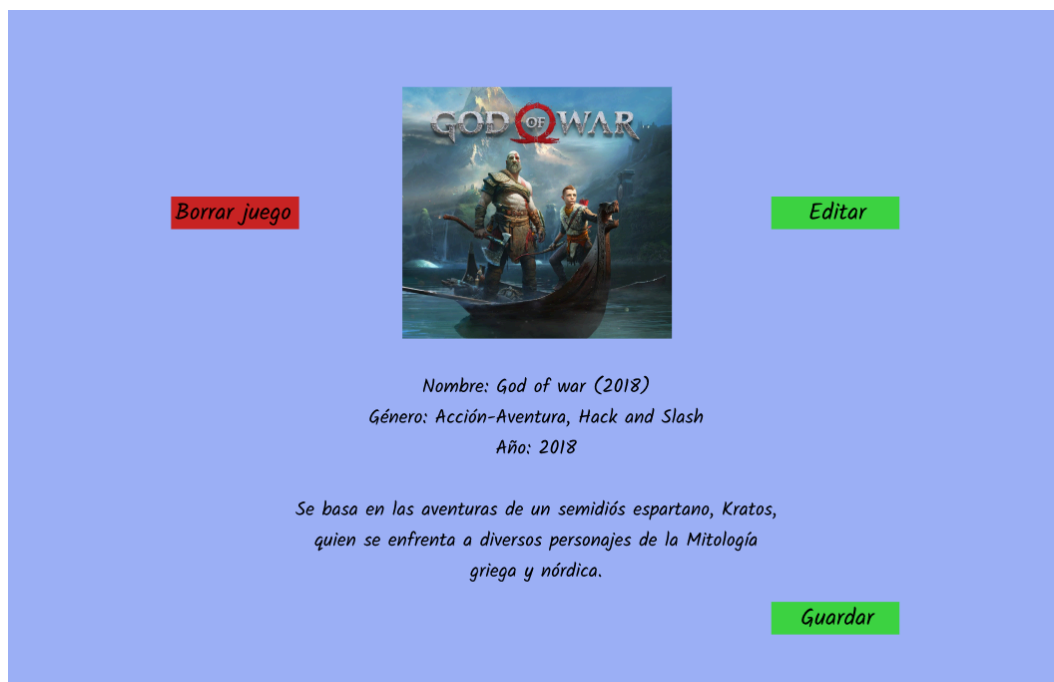 GOD OF WAR
Borrar juego
Editar
Nombre: God of war (2018)
Género: Acción-Aventura, Hack and Slash
Año: 2018
Se basa en las aventuras de un semidiós espartano, Kratos,
quien se enfrenta a diversos personajes de la Mitología
griega y nórdica.
Guardar